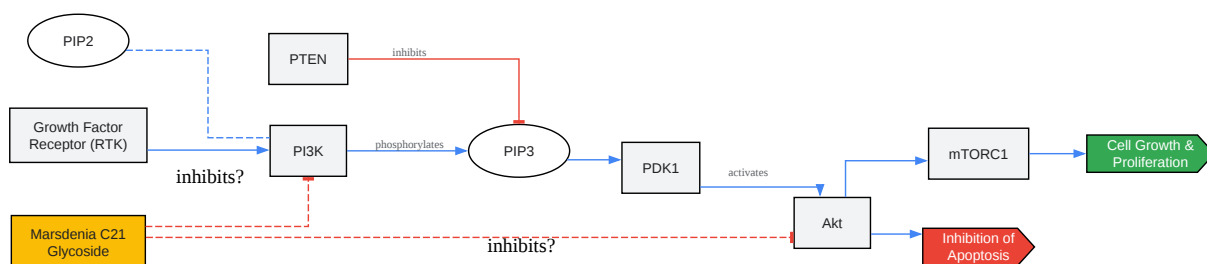 PIP2
PTEN
inhibits
Growth Factor
Receptor (RTK)
PI3K
phosphorylates
PIP3
PDK1
activates
mTORC1
Cell Growth &
Proliferation
inhibits?
Marsdenia C21
Glycoside
inhibits?
Akt
Inhibition of
Apoptosis